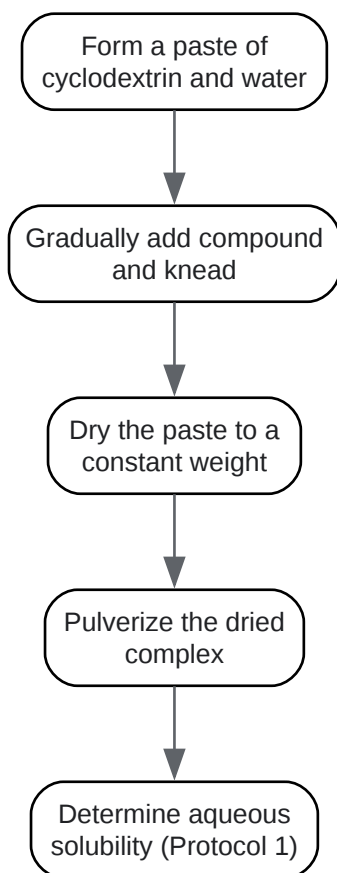 Form a paste of
cyclodextrin and water
Gradually add compound
and knead
Dry the paste to a
constant weight
Pulverize the dried
complex
Determine aqueous
solubility (Protocol 1)